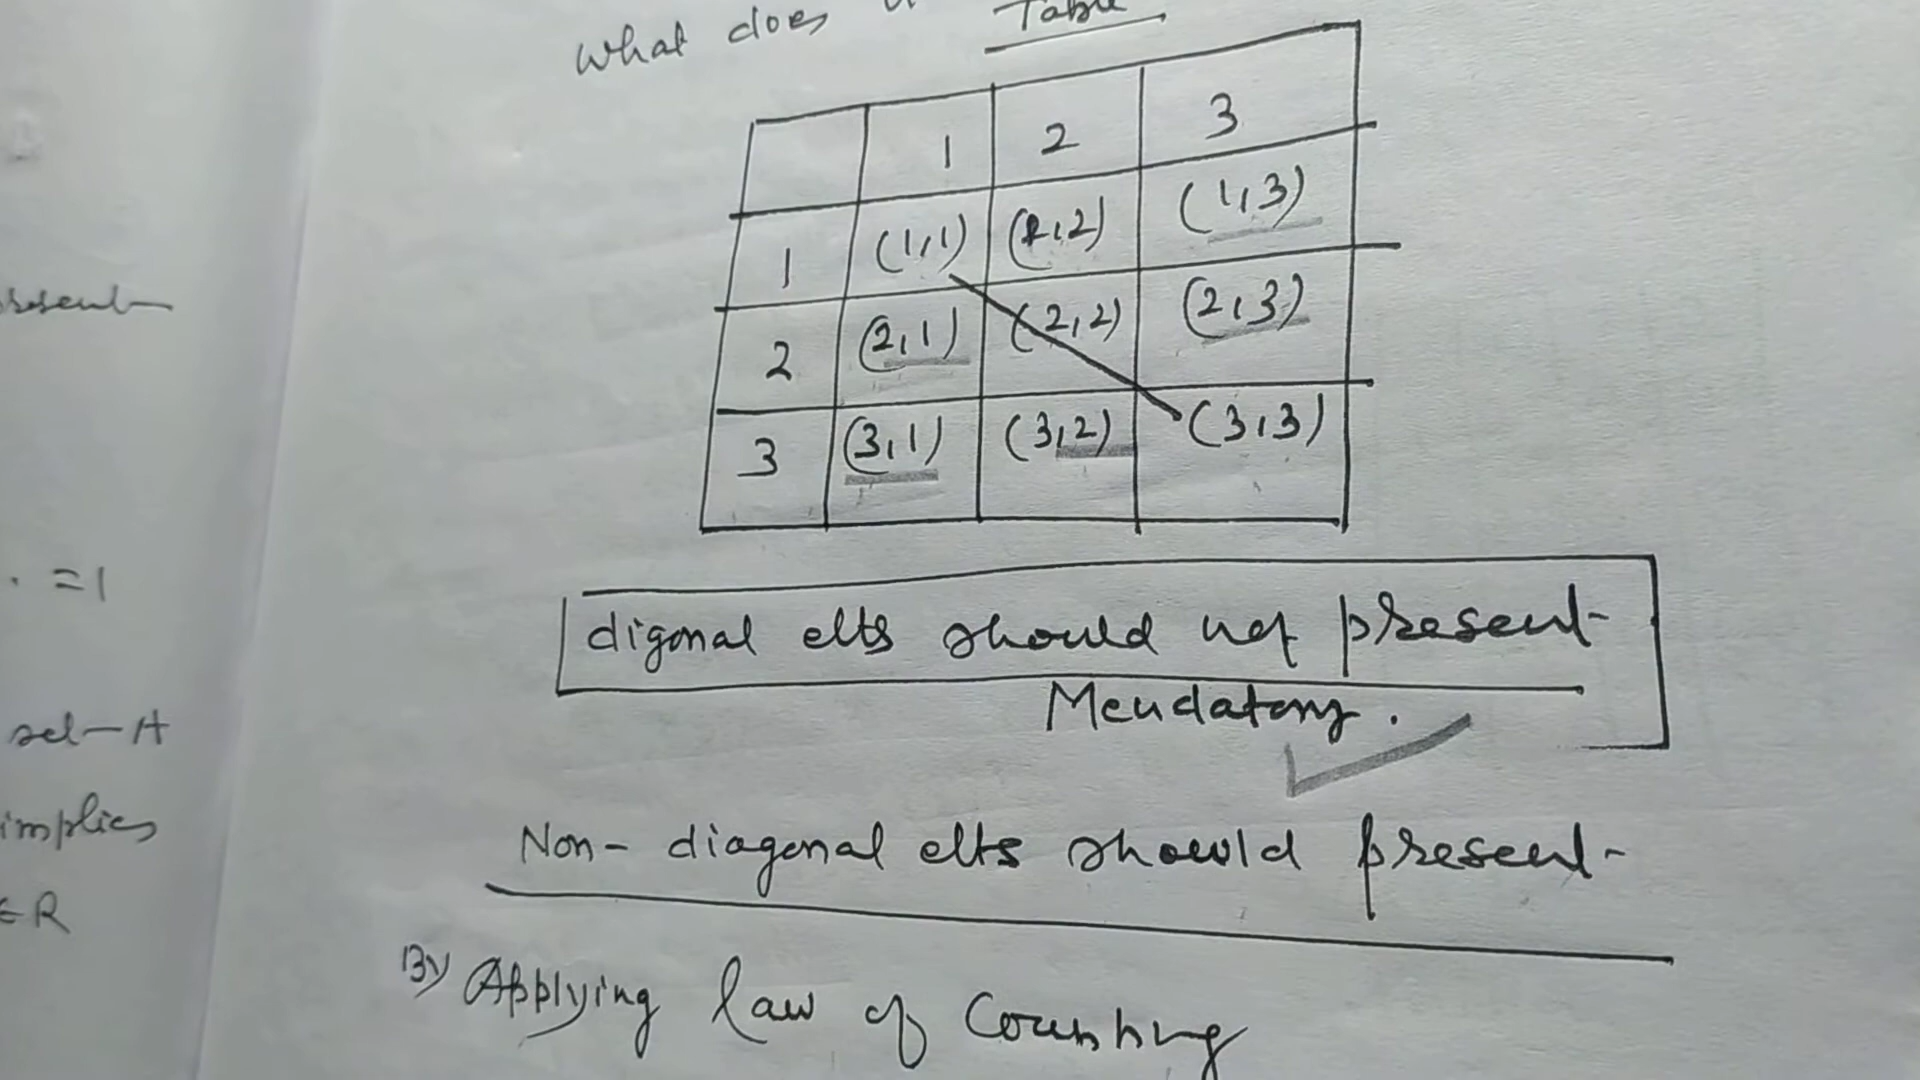 What does
Table
1 2 3
1 (1,1) (1,2) (1,3)
2 (2,1) (2,2) (2,3)
3 (3,1) (3,2) (3,3)
digonal elts should not present
Mendatory.
Non-diagonal elts should present
By Applying law of Counting
present
. =1
set A
implies
∈R